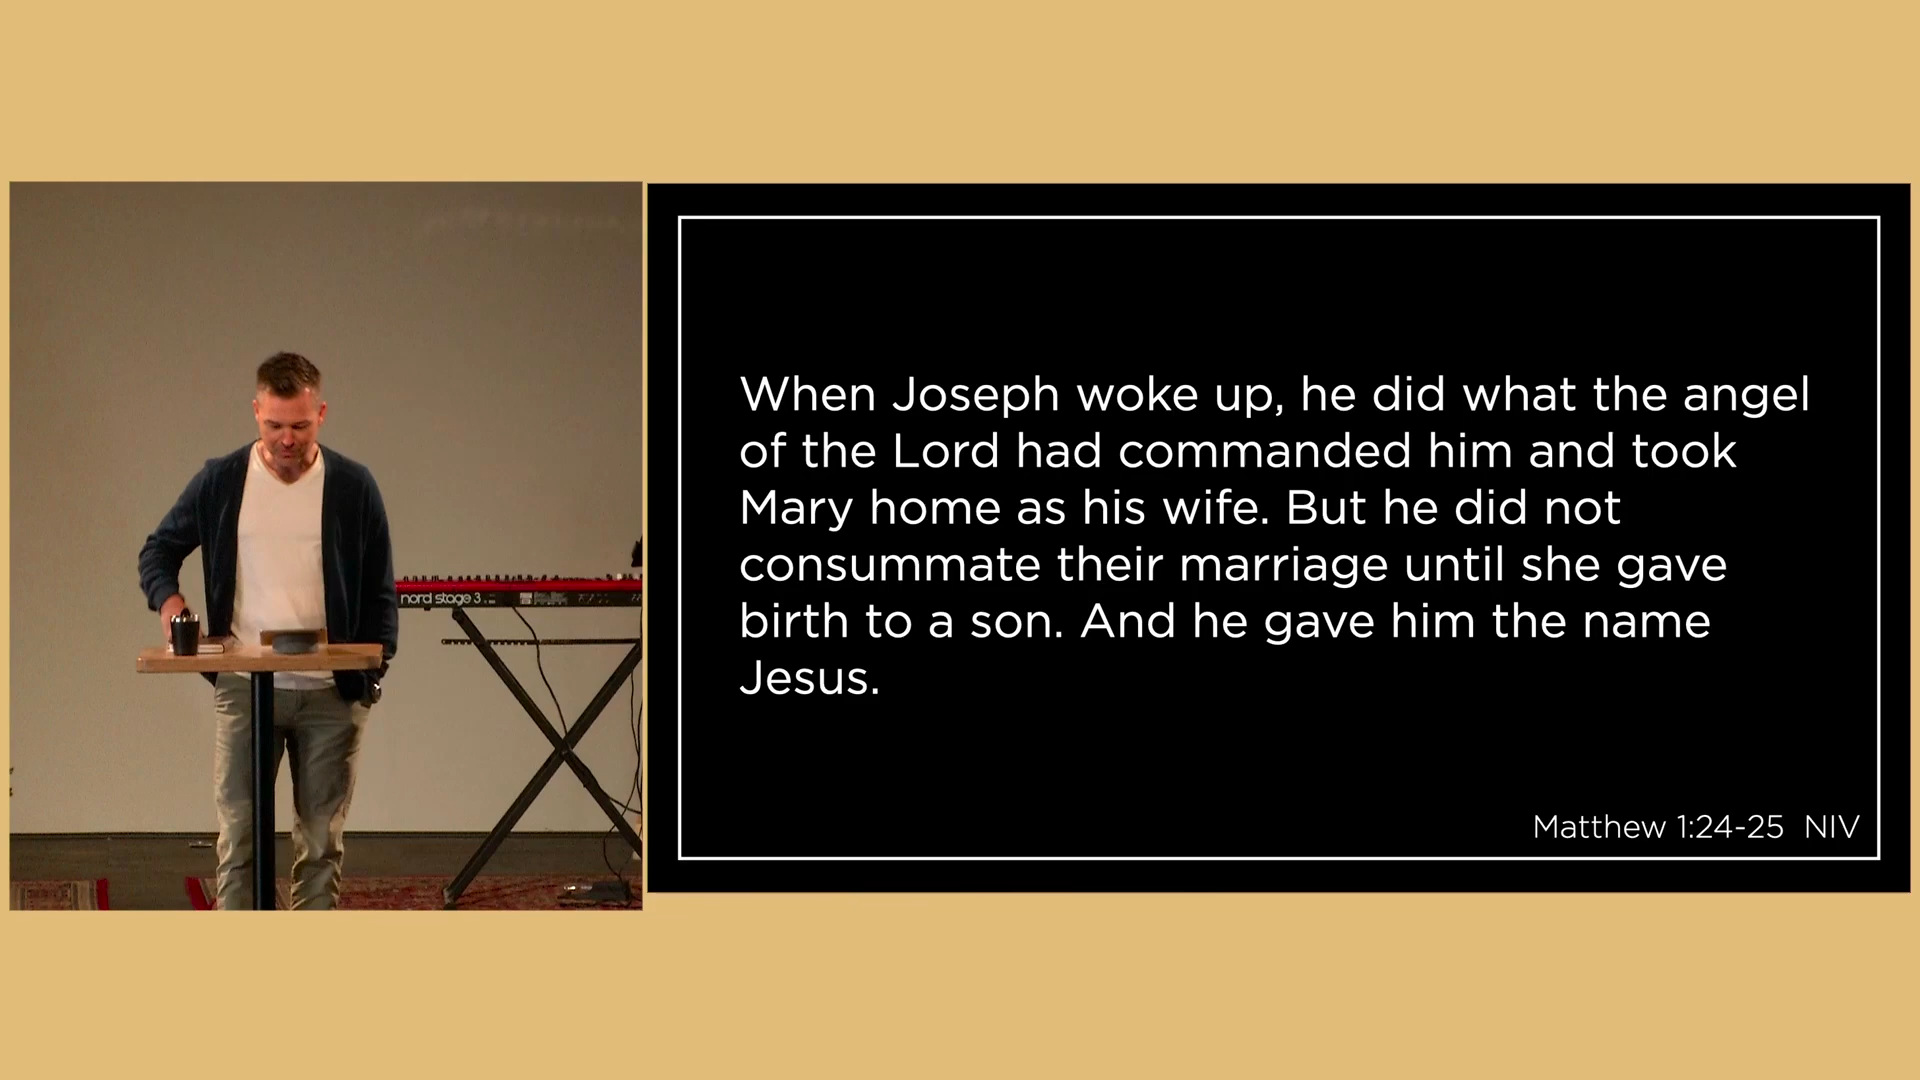 nord stage 3
When Joseph woke up, he did what the angel
of the Lord had commanded him and took
Mary home as his wife. But he did not
consummate their marriage until she gave
birth to a son. And he gave him the name
Jesus.
Matthew 1:24-25 NIV